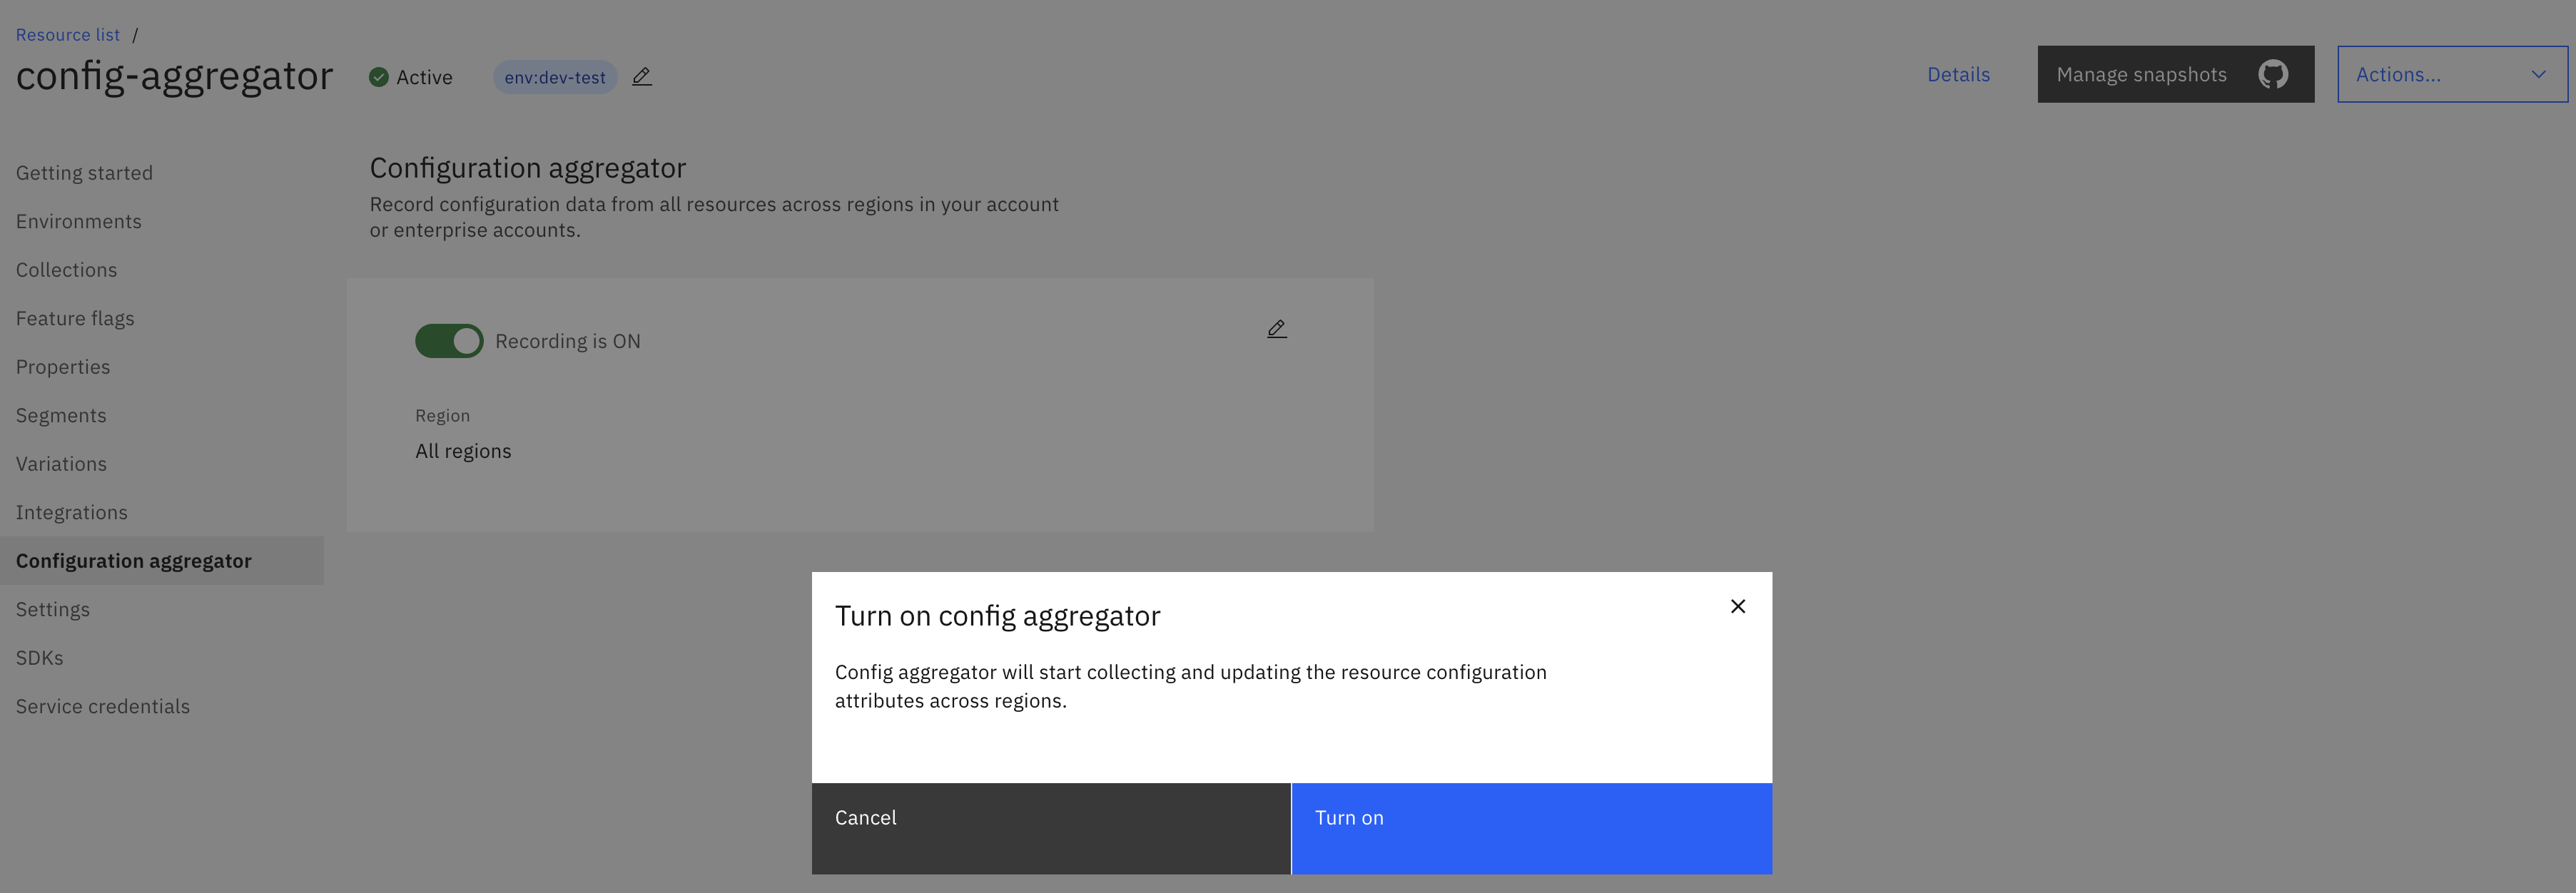 Resource list /
config-aggregator Active env:dev-test Details Manage snapshots Actions...
Getting started
Environments
Collections
Feature flags
Properties
Segments
Variations
Integrations
Configuration aggregator
Settings
SDKs
Service credentials
Configuration aggregator
Record configuration data from all resources across regions in your account
or enterprise accounts.
Recording is ON
Region
All regions
Turn on config aggregator
Config aggregator will start collecting and updating the resource configuration
attributes across regions.
Cancel Turn on